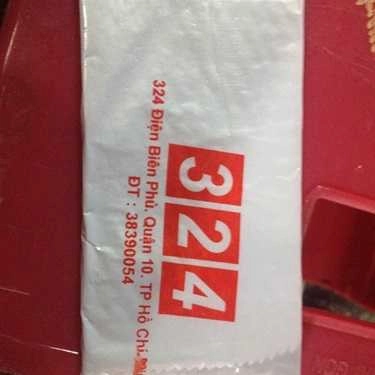 324
324 Điện Biên Phủ, Quận 10. TP Hồ Chí
ĐT : 38390054